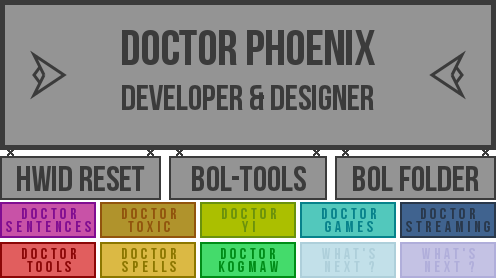 DOCTOR PHOENIX
DEVELOPER & DESIGNER
HWID RESET
BOL-TOOLS
BOL FOLDER
DOCTOR
SENTENCES
DOCTOR
TOXIC
DOCTOR
YI
DOCTOR
GAMES
DOCTOR
STREAMING
DOCTOR
TOOLS
DOCTOR
SPELLS
DOCTOR
KOGMAW
WHAT'S
NEXT ?
WHAT'S
NEXT ?